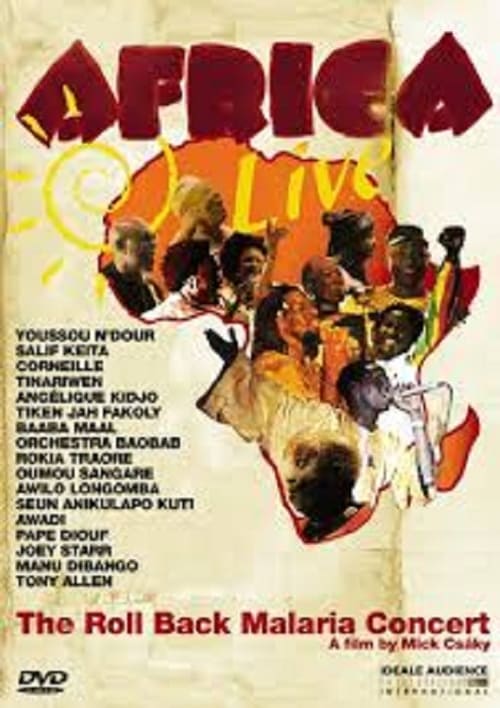 AFRICA
Live
YOUSSOU N'DOUR
SALIF KEITA
CORNEILLE
TINARIWEN
ANGÉLIQUE KIDJO
TIKEN JAH FAKOLY
BAABA MAAL
ORCHESTRA BAOBAB
ROKIA TRAORE
OUMOU SANGARE
AWILO LONGOMBA
SEUN ANIKULAPO KUTI
AWADI
PAPE DIOUF
JOEY STARR
MANU DIBANGO
TONY ALLEN
The Roll Back Malaria Concert
A film by Mick Csáky
DVD
IDEALE AUDIENCE
INTERNATIONAL